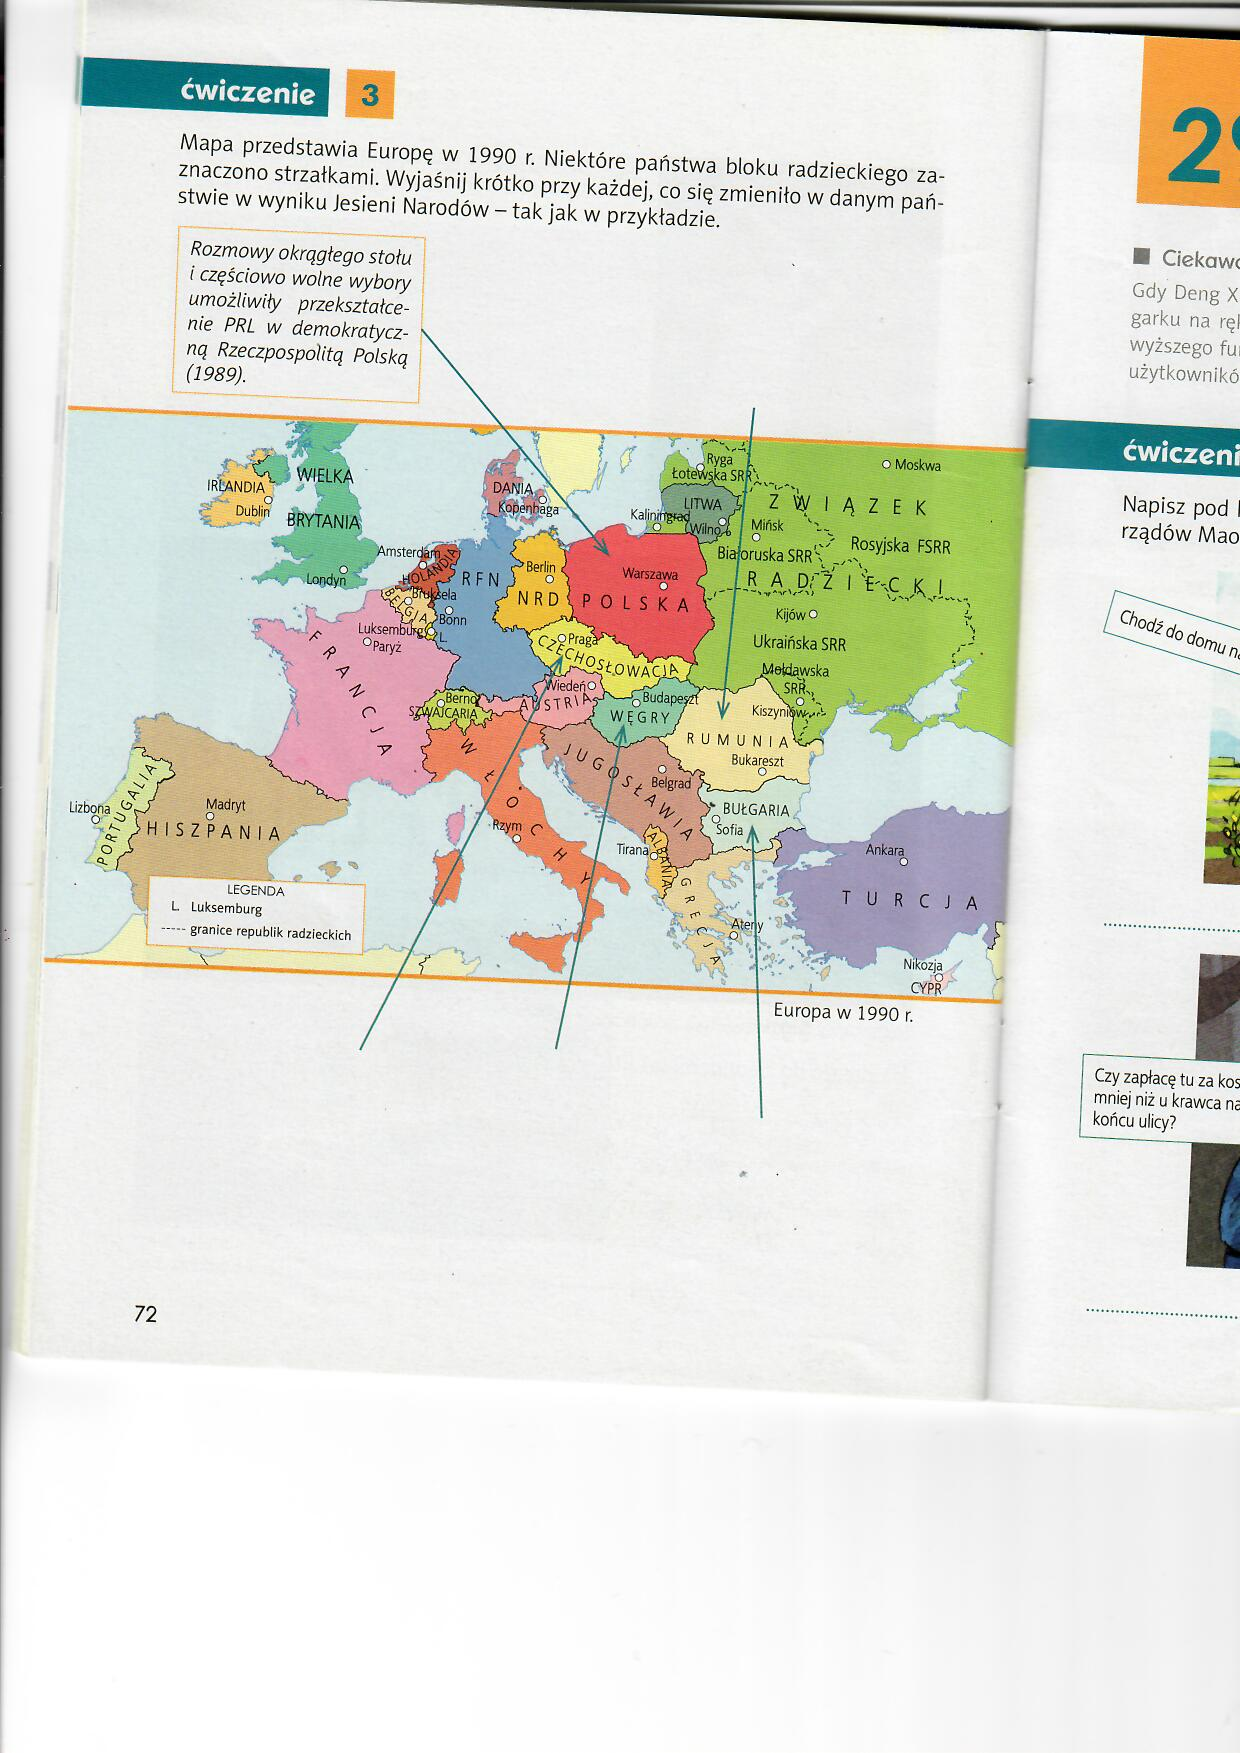 ćwiczenie 3
Mapa przedstawia Europę w 1990 r. Niektóre państwa bloku radzieckiego za-
znaczono strzałkami. Wyjaśnij krótko przy każdej, co się zmieniło w danym pań-
stwie w wyniku Jesieni Narodów – tak jak w przykładzie.
Rozmowy okrągłego stołu
i częściowo wolne wybory
umożliwiły przekształce-
nie PRL w demokratycz-
ną Rzeczpospolitą Polską
(1989).
IRLANDIA
Dublin
WIELKA
BRYTANIA
Londyn
DANIA
Kopenhaga
Amsterdam
HOLANDIA
Bruksela
BELGIA
Luksemburg
L.
Paryż
FRANCJA
RFN
Bonn
Berlin
NRD
Warszawa
POLSKA
Praga
CZECHOSŁOWACJA
Wiedeń
AUSTRIA
Berno
SZWAJCARIA
Budapeszt
WĘGRY
Ryga
Łotewska SRR
LITWA
Wilno
Kaliningrad
Moskwa
ZWIĄZEK
RADZIECKI
Mińsk
Białoruska SRR
Rosyjska FSRR
Kijów
Ukraińska SRR
Mołdawska
SRR
Kiszyniów
RUMUNIA
Bukareszt
JUGOSŁAWIA
Belgrad
BUŁGARIA
Sofia
Tirana
ALBANIA
GRECJA
Ateny
WŁOCHY
Rzym
Lizbona
PORTUGALIA
Madryt
HISZPANIA
Ankara
TURCJA
Nikozja
CYPR
LEGENDA
L. Luksemburg
----- granice republik radzieckich
Europa w 1990 r.
72
Gdy Deng X
garku na
wyższego
ćwiczeni
Napisz pod
rządów Mao
Chodź do domu
Czy zapłacę tu za
mniej niż u krawca na
końcu ulicy?